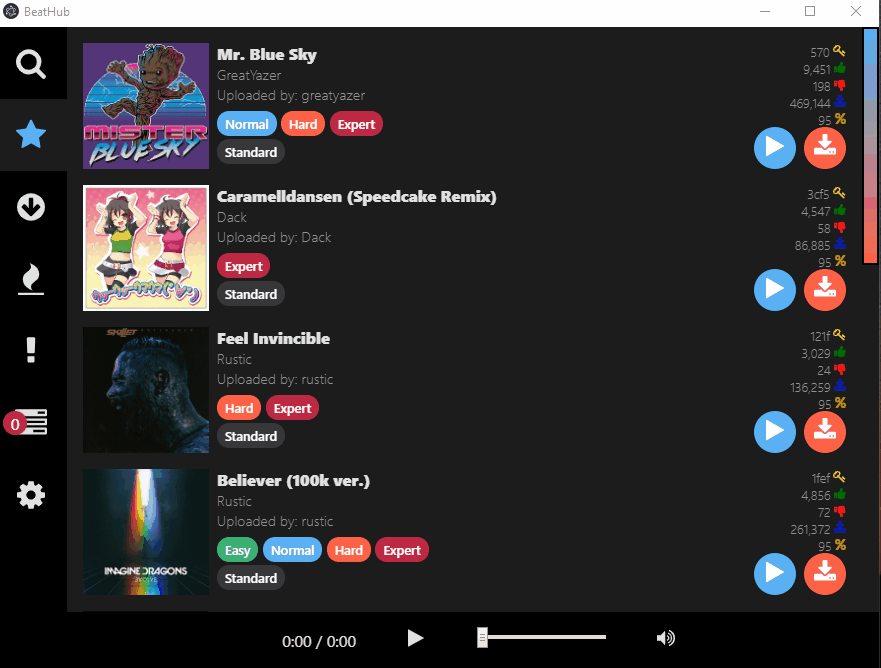 BeatHub
MISTER
BLUE SKY
Mr. Blue Sky
GreatYazer
Uploaded by: greatyazer
Normal Hard Expert
Standard
570
9,451
198
469,144
95 %
Caramelldansen (Speedcake Remix)
Dack
Uploaded by: Dack
Expert
Standard
3cf5
4,547
58
86,885
95 %
SKILLET
Feel Invincible
Rustic
Uploaded by: rustic
Hard Expert
Standard
121f
3,029
24
136,259
95 %
IMAGINE DRAGONS
EVOLVE
Believer (100k ver.)
Rustic
Uploaded by: rustic
Easy Normal Hard Expert
Standard
1fef
4,856
72
261,372
95 %
0
0:00 / 0:00